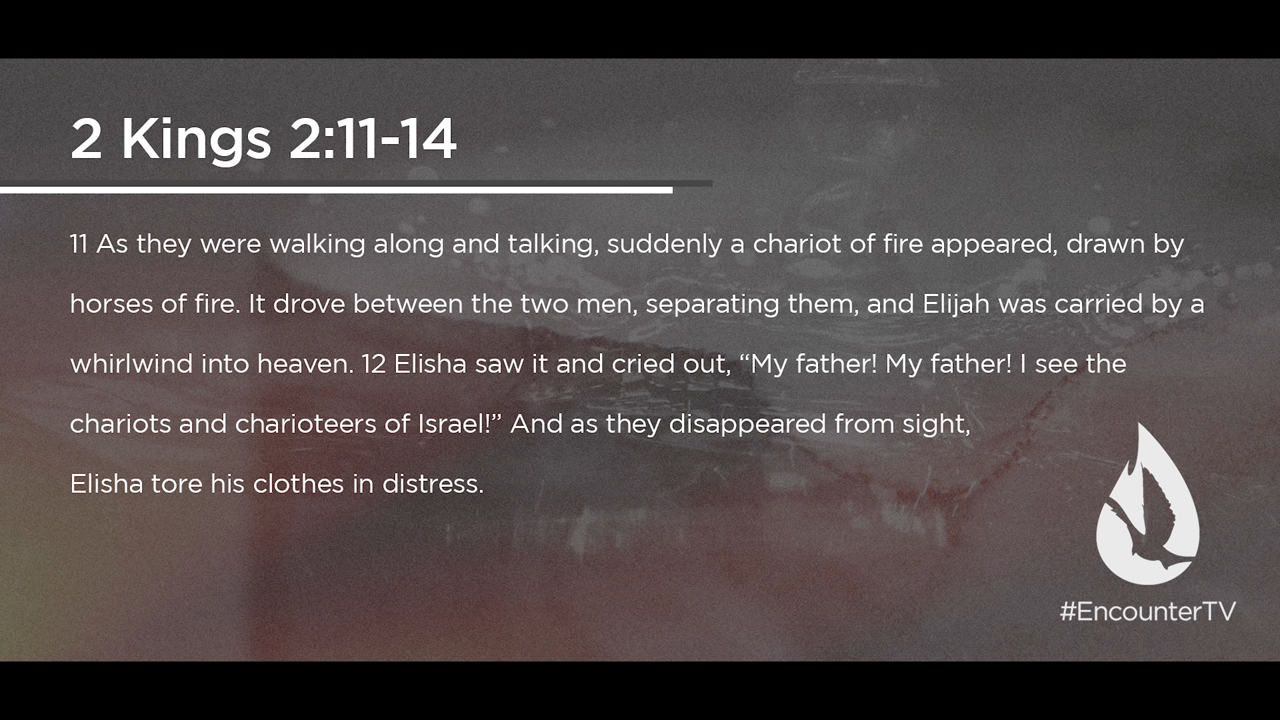 2 Kings 2:11-14
11 As they were walking along and talking, suddenly a chariot of fire appeared, drawn by
horses of fire. It drove between the two men, separating them, and Elijah was carried by a
whirlwind into heaven. 12 Elisha saw it and cried out, “My father! My father! I see the
chariots and charioteers of Israel!” And as they disappeared from sight,
Elisha tore his clothes in distress.
#EncounterTV